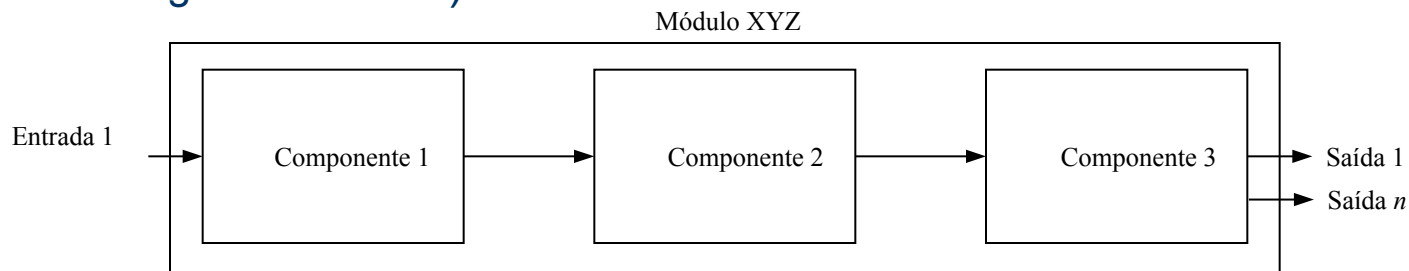 Módulo XYZ
Entrada 1
Componente 1
Componente 2
Componente 3
Saída 1
Saída n